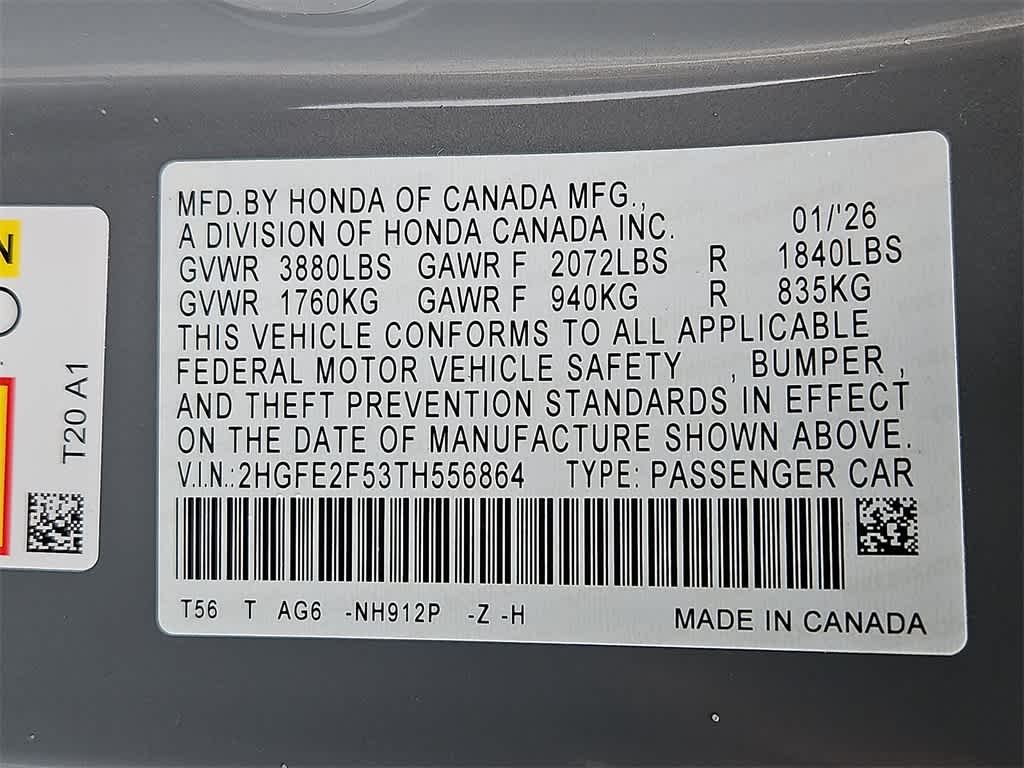 MFD.BY HONDA OF CANADA MFG.,
A DIVISION OF HONDA CANADA INC. 01/'26
GVWR 3880LBS GAWR F 2072LBS R 1840LBS
GVWR 1760KG GAWR F 940KG R 835KG
THIS VEHICLE CONFORMS TO ALL APPLICABLE
FEDERAL MOTOR VEHICLE SAFETY , BUMPER ,
AND THEFT PREVENTION STANDARDS IN EFFECT
ON THE DATE OF MANUFACTURE SHOWN ABOVE.
V.I.N.: 2HGFE2F53TH556864 TYPE: PASSENGER CAR
T56 T AG6 -NH912P -Z -H MADE IN CANADA
N
T20 A1